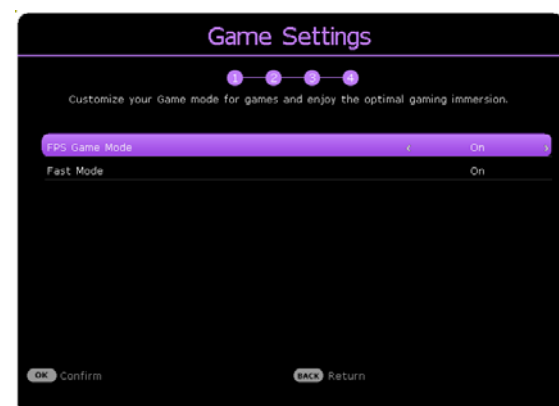 Game Settings
1 2 3 4
Customize your Game mode for games and enjoy the optimal gaming immersion.
FPS Game Mode ‹ On ›
Fast Mode On
OK Confirm BACK Return